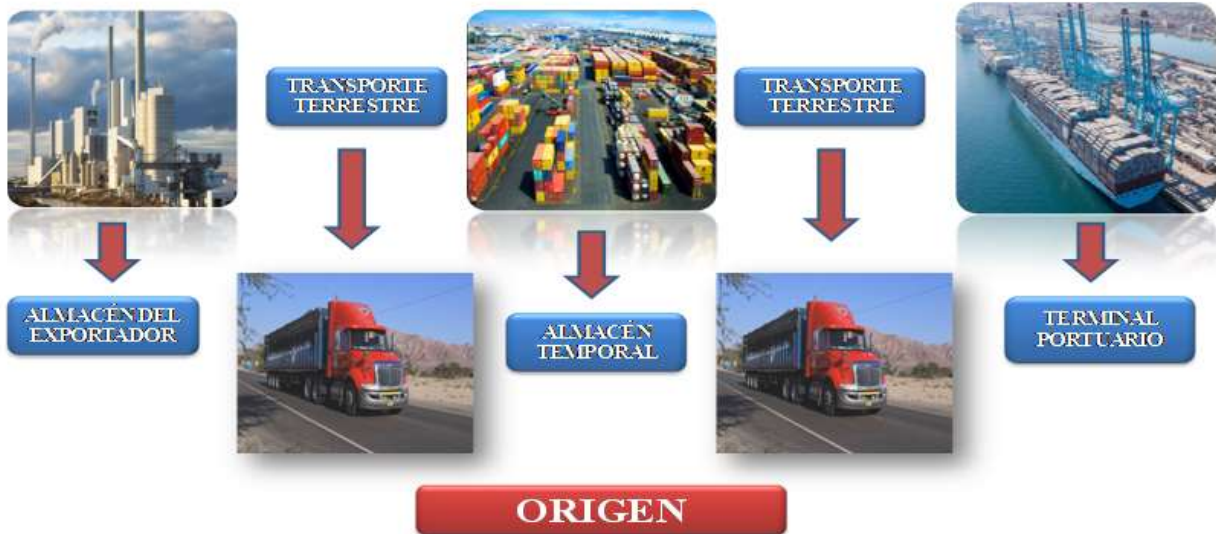 TRANSPORTE
TERRESTRE
TRANSPORTE
TERRESTRE
ALMACÉN DEL
EXPORTADOR
ALMACÉN
TEMPORAL
TERMINAL
PORTUARIO
ORIGEN